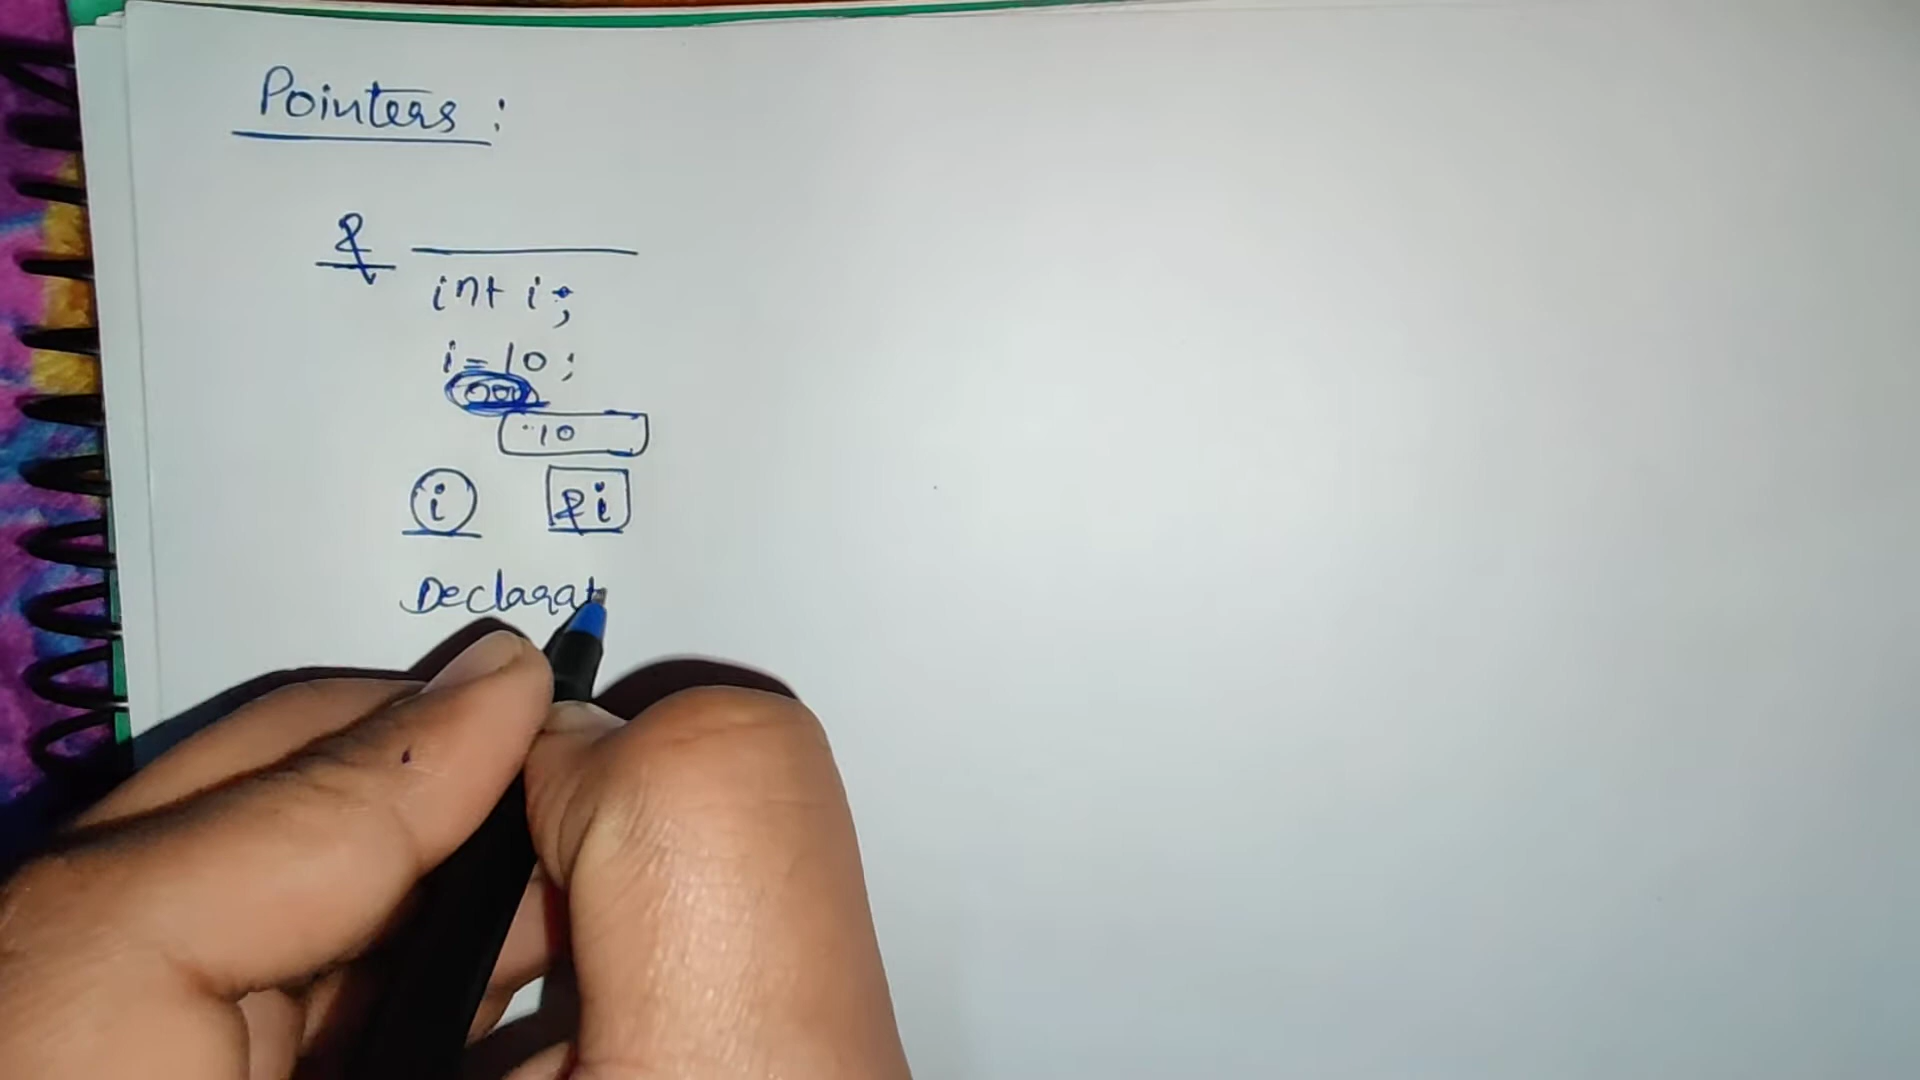 Pointers :
&
int i ;
i = 10 ;
10
i &i
Declarat